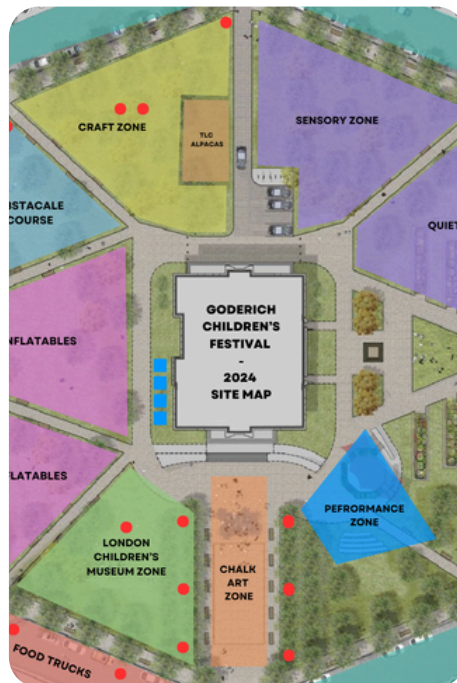 CRAFT ZONE
TLC
ALPACAS
SENSORY ZONE
BSTACALE
COURSE
QUIET
GODERICH
CHILDREN'S
FESTIVAL
-
2024
SITE MAP
NFLATABLES
FLATABLES
PEFRORMANCE
ZONE
LONDON
CHILDREN'S
MUSEUM ZONE
CHALK
ART
ZONE
FOOD TRUCKS